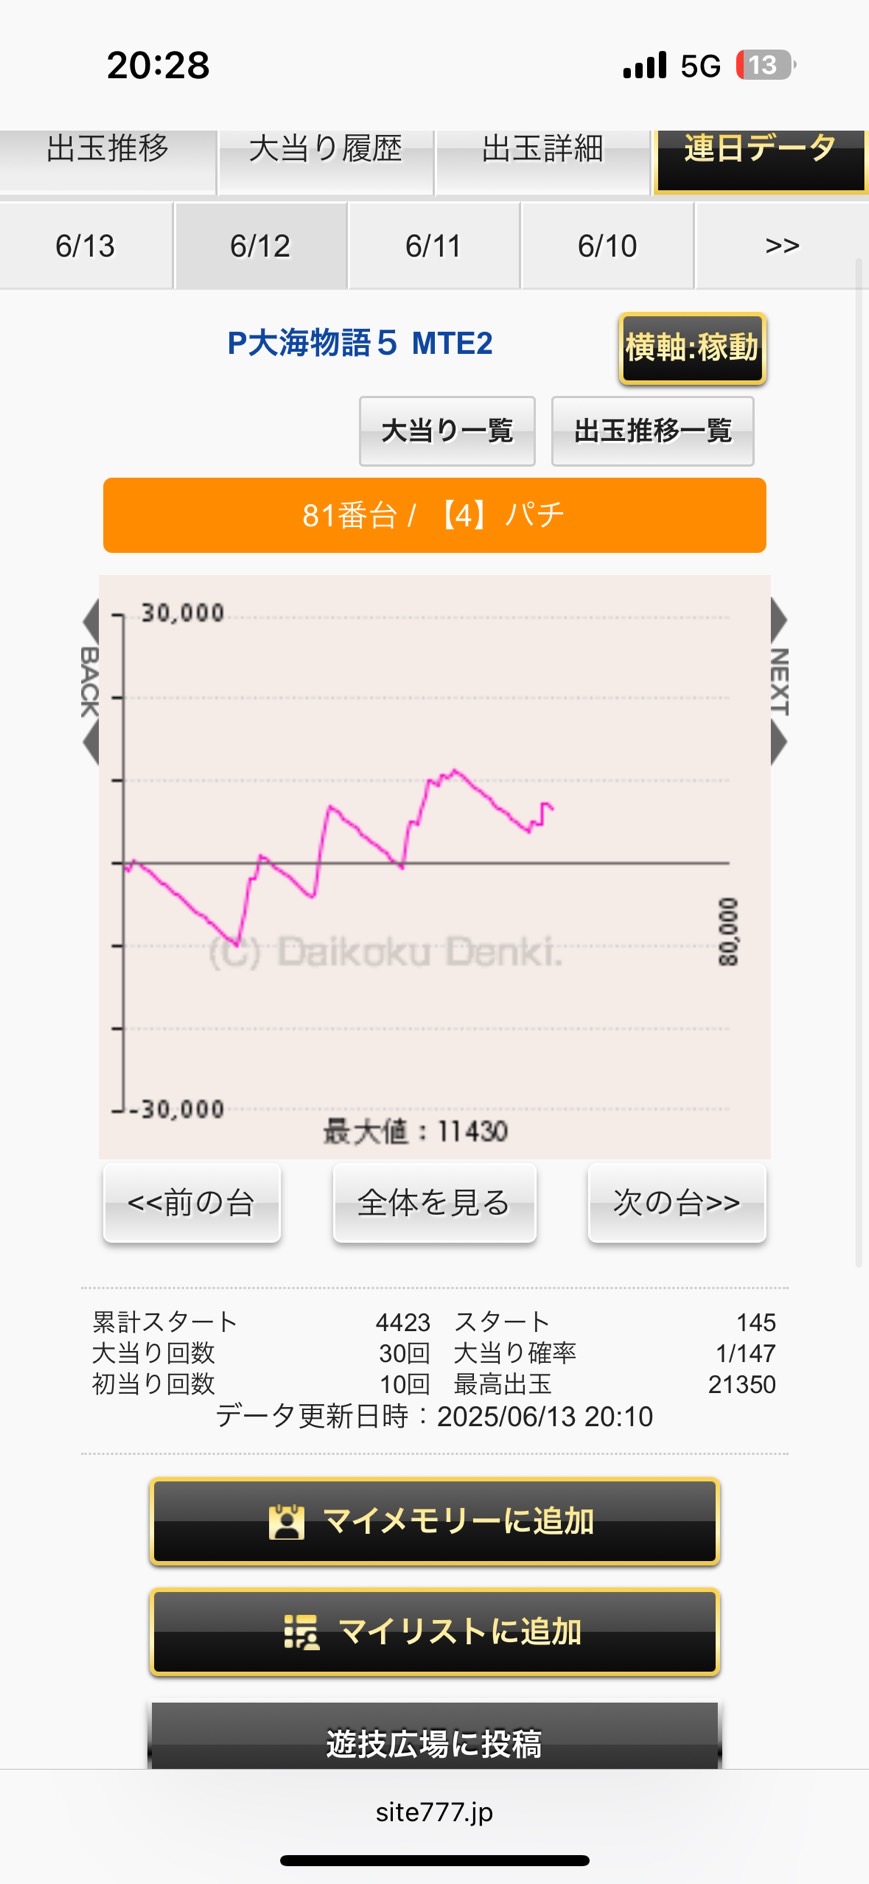 20:28 5G 13
出玉推移 大当り履歴 出玉詳細 連日データ
6/13 6/12 6/11 6/10 >>
P大海物語５ MTE2 横軸:稼動
大当り一覧 出玉推移一覧
81番台 / 【4】パチ
30,000
BACK
NEXT
80,000
(C) Daikoku Denki.
-30,000
最大値：11430
<<前の台 全体を見る 次の台>>
累計スタート 4423 スタート 145
大当り回数 30回 大当り確率 1/147
初当り回数 10回 最高出玉 21350
データ更新日時：2025/06/13 20:10
マイメモリーに追加
マイリストに追加
遊技広場に投稿
site777.jp